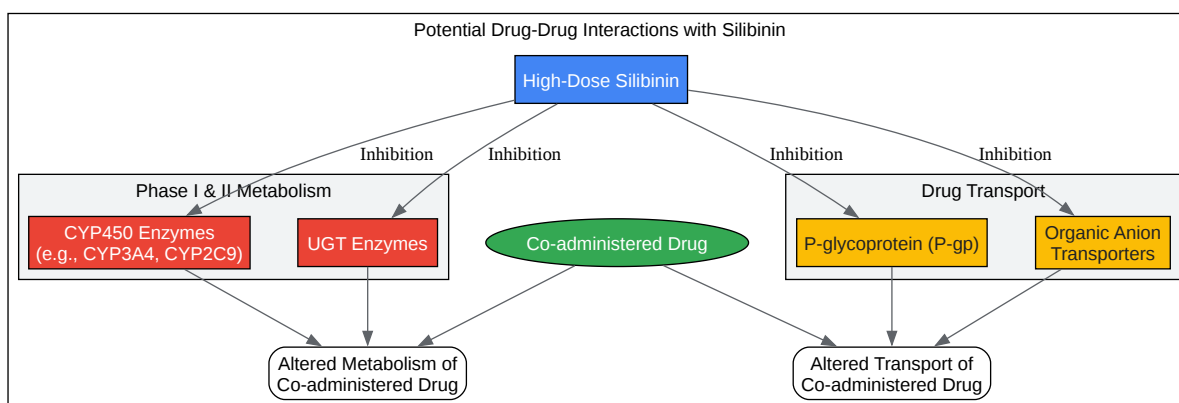 Potential Drug-Drug Interactions with Silibinin
High-Dose Silibinin
Inhibition
Inhibition
Inhibition
Inhibition
Phase I & II Metabolism
Drug Transport
CYP450 Enzymes
(e.g., CYP3A4, CYP2C9)
UGT Enzymes
Co-administered Drug
P-glycoprotein (P-gp)
Organic Anion
Transporters
Altered Metabolism of
Co-administered Drug
Altered Transport of
Co-administered Drug